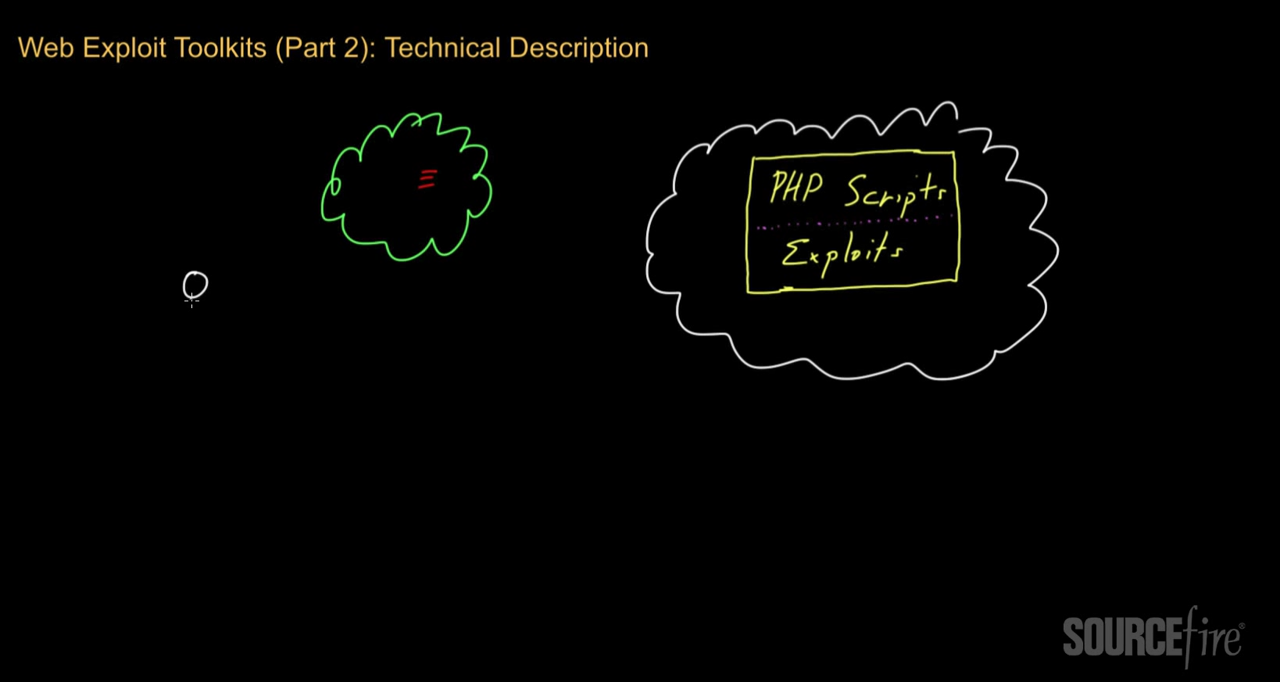 Web Exploit Toolkits (Part 2): Technical Description
PHP Scripts
Exploits
SOURCEfire®